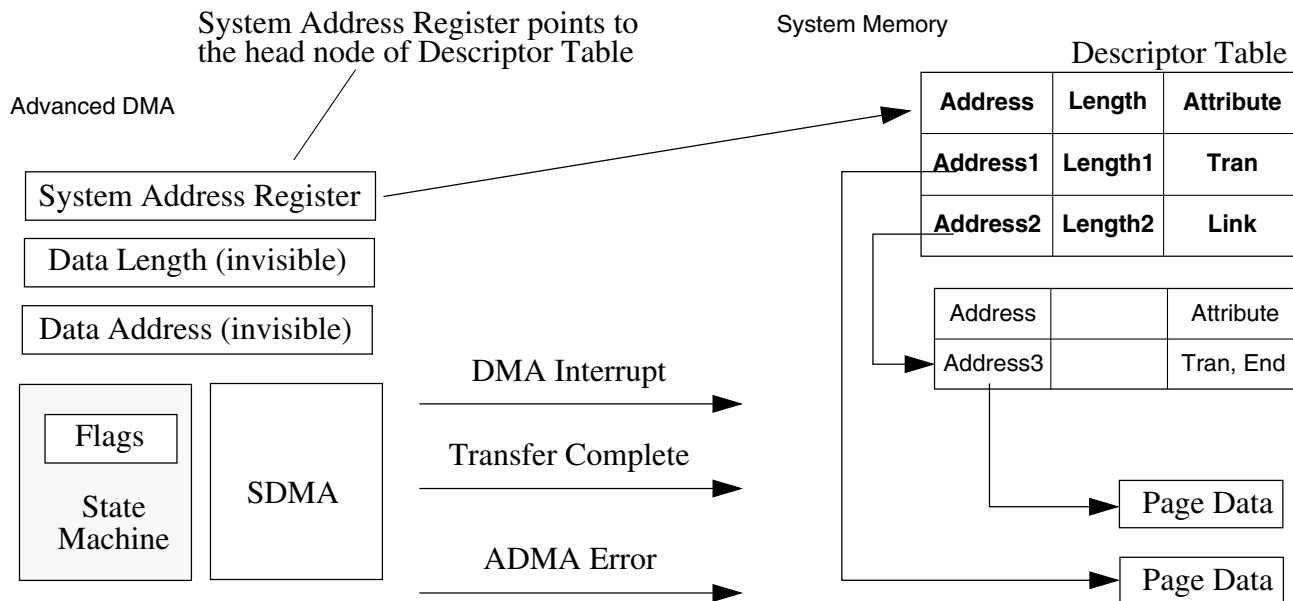 System Address Register points to
the head node of Descriptor Table
System Memory
Descriptor Table
Advanced DMA
Address Length Attribute
Address1 Length1 Tran
Address2 Length2 Link
System Address Register
Data Length (invisible)
Data Address (invisible)
Address Attribute
Address3 Tran, End
Flags
State
Machine
SDMA
DMA Interrupt
Transfer Complete
ADMA Error
Page Data
Page Data